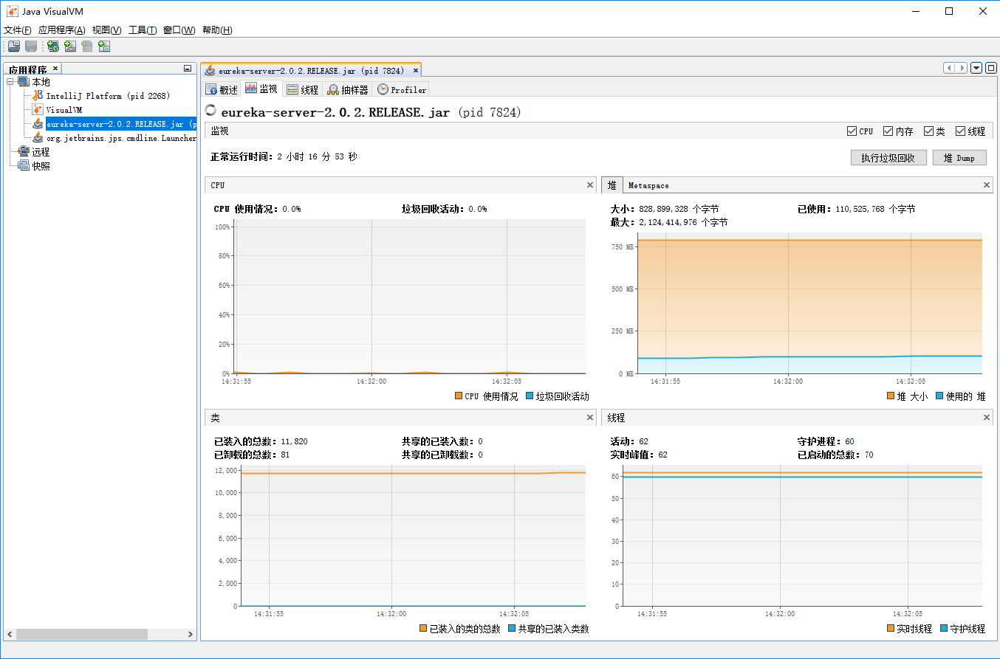 Java VisualVM
文件(F) 应用程序(A) 视图(V) 工具(T) 窗口(W) 帮助(H)
应用程序
本地
IntelliJ Platform (pid 2268)
VisualVM
eureka-server-2.0.2.RELEASE.jar (p
org.jetbrains.jps.cmdline.Launcher
远程
快照
eureka-server-2.0.2.RELEASE.jar (pid 7824)
概述 监视 线程 抽样器 Profiler
eureka-server-2.0.2.RELEASE.jar (pid 7824)
监视 CPU 内存 类 线程
正常运行时间: 2 小时 16 分 53 秒
执行垃圾回收 堆 Dump
CPU
CPU 使用情况: 0.0% 垃圾回收活动: 0.0%
100%
80%
60%
40%
20%
0%
14:31:55 14:32:00 14:32:05
CPU 使用情况 垃圾回收活动
堆 Metaspace
大小: 828,899,328 个字节 已使用: 110,525,768 个字节
最大: 2,124,414,976 个字节
750 MB
500 MB
250 MB
0 MB
14:31:55 14:32:00 14:32:05
堆 大小 使用的 堆
类
已装入的总数: 11,820 共享的已装入数: 0
已卸载的总数: 81 共享的已卸载数: 0
12,000
10,000
8,000
6,000
4,000
2,000
0
14:31:55 14:32:00 14:32:05
已装入的类的总数 共享的已装入类数
线程
活动: 62 守护进程: 60
实时峰值: 62 已启动的总数: 70
60
50
40
30
20
10
0
14:31:55 14:32:00 14:32:05
实时线程 守护线程